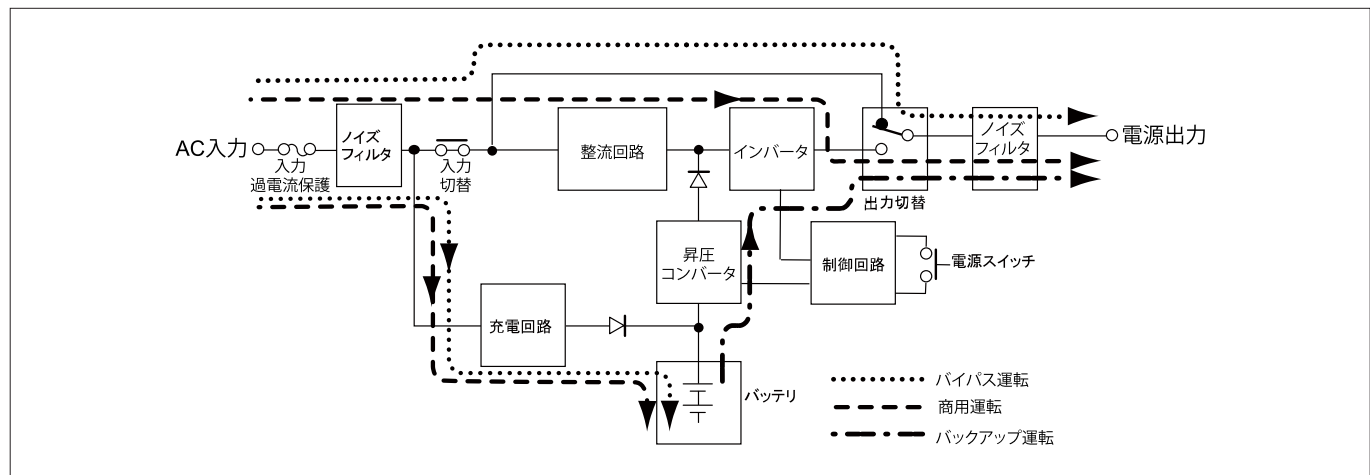 AC入力
入力
過電流保護
ノイズ
フィルタ
入力
切替
整流回路
インバータ
出力切替
ノイズ
フィルタ
電源出力
昇圧
コンバータ
制御回路
電源スイッチ
充電回路
バッテリ
バイパス運転
商用運転
バックアップ運転